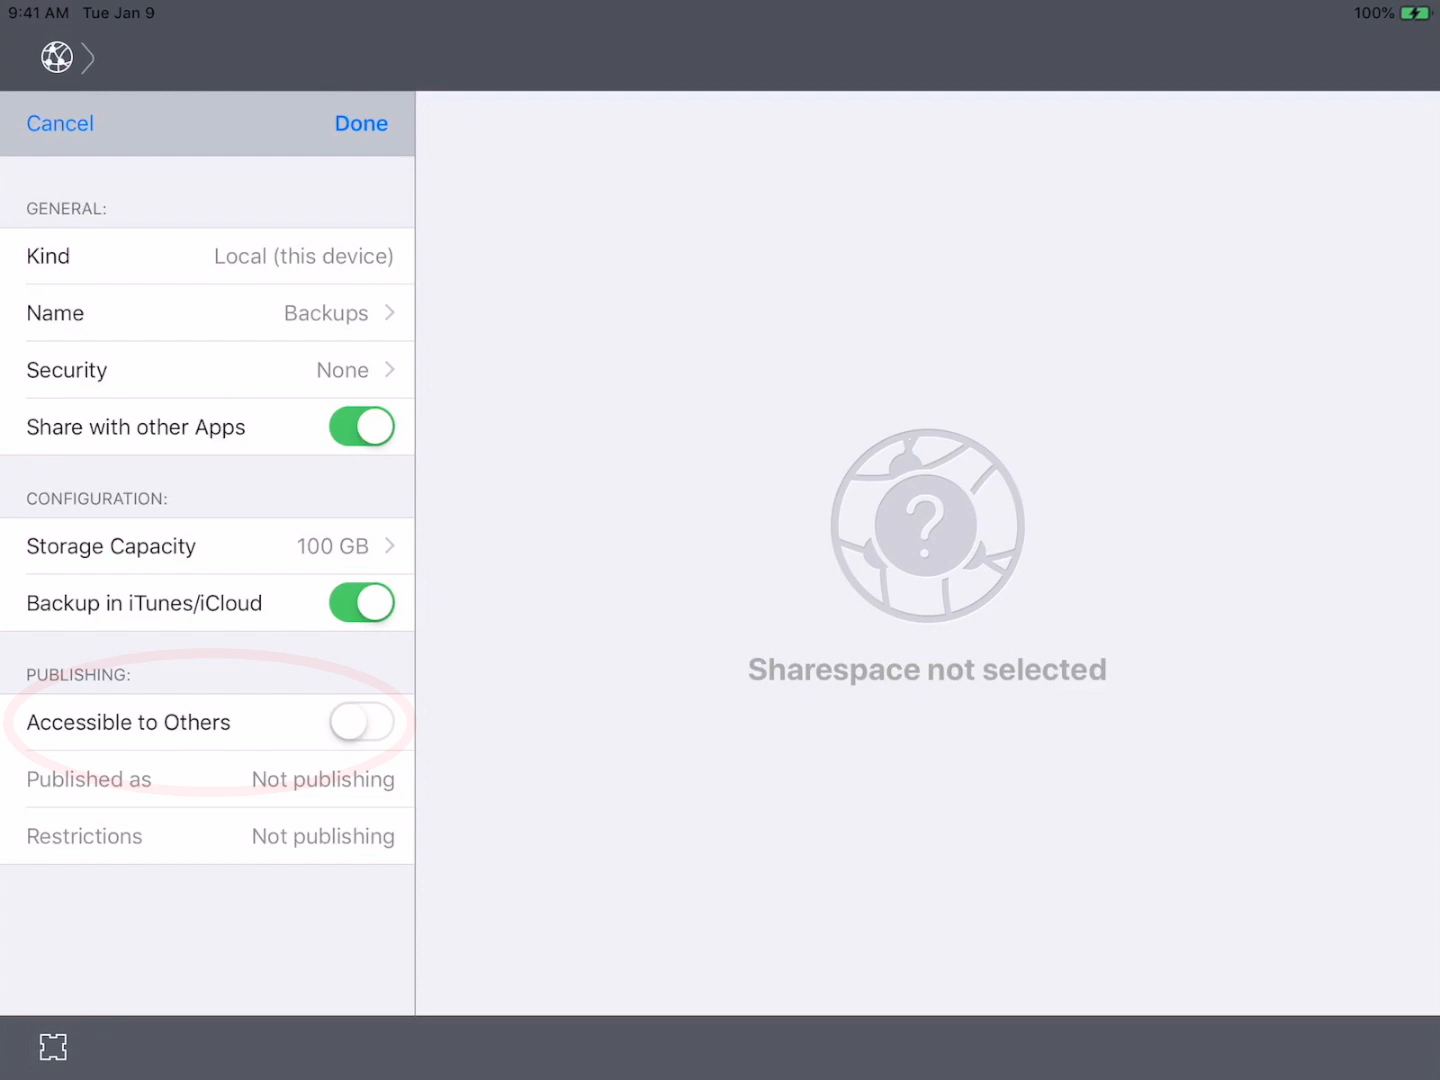 9:41 AM Tue Jan 9 100%
Cancel Done
GENERAL:
Kind Local (this device)
Name Backups
Security None
Share with other Apps
CONFIGURATION:
Storage Capacity 100 GB
Backup in iTunes/iCloud
PUBLISHING:
Accessible to Others
Published as Not publishing
Restrictions Not publishing
?
Sharespace not selected